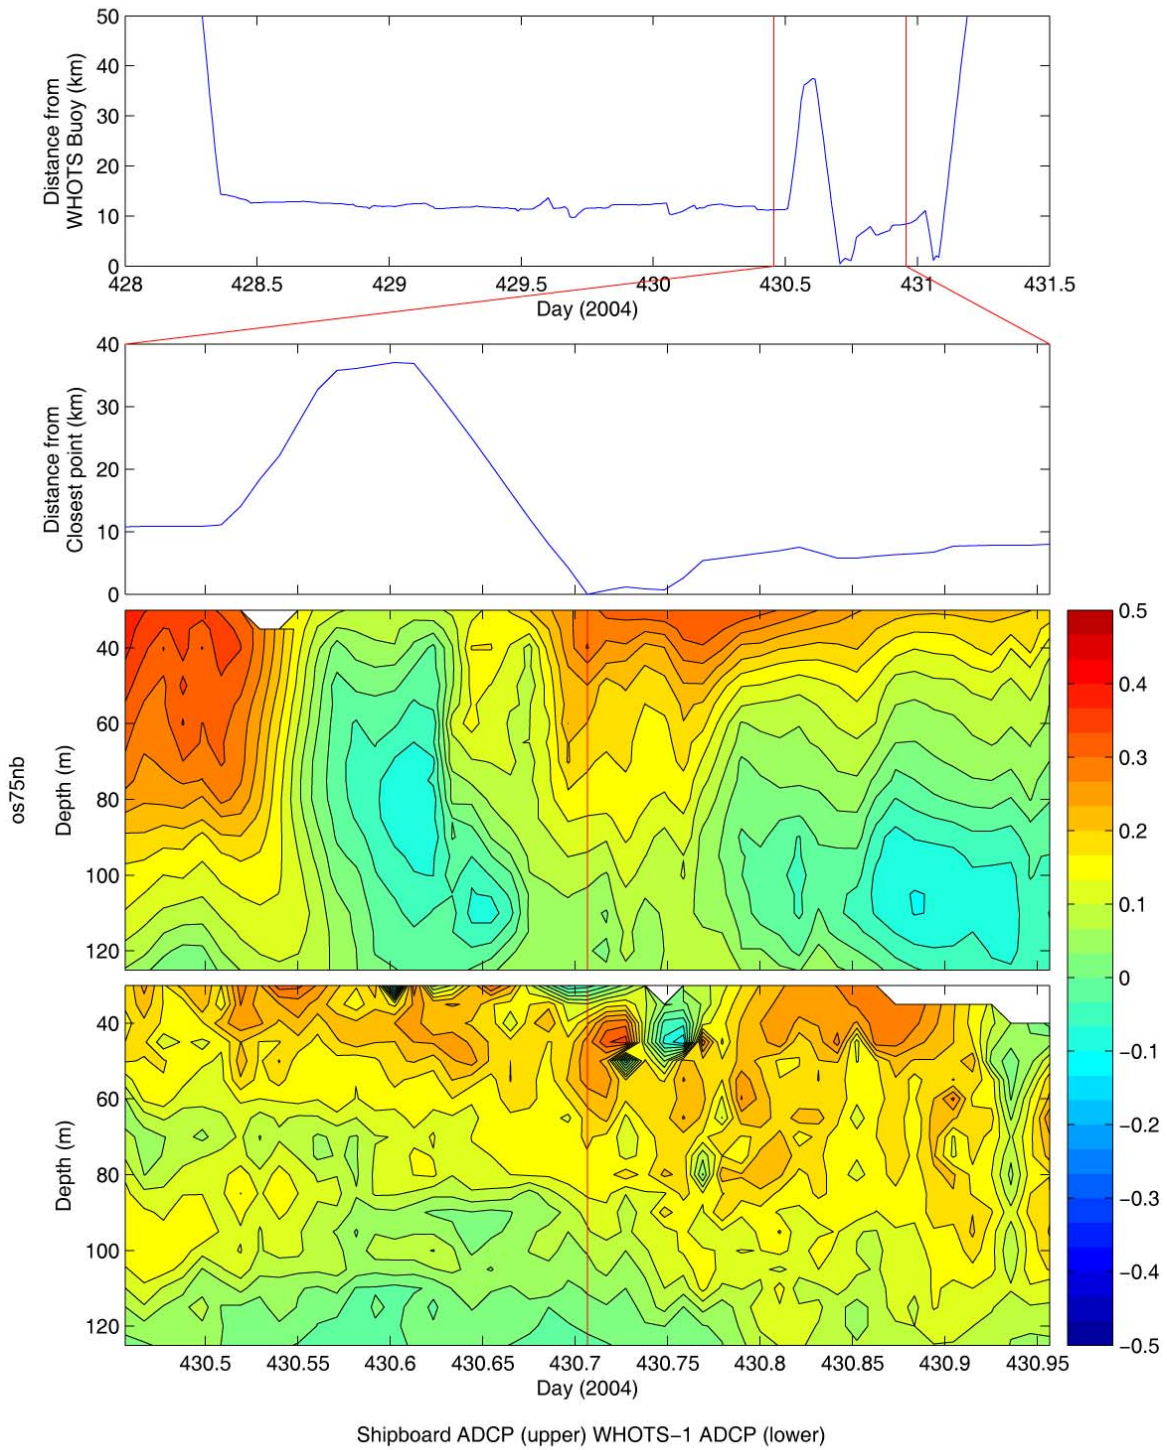 50
40
30
20
10
0
Distance from
WHOTS Buoy (km)
428 428.5 429 429.5 430 430.5 431 431.5
Day (2004)
40
30
20
10
0
Distance from
Closest point (km)
40
60
80
100
120
Depth (m)
os75nb
40
60
80
100
120
Depth (m)
430.5 430.55 430.6 430.65 430.7 430.75 430.8 430.85 430.9 430.95
Day (2004)
0.5
0.4
0.3
0.2
0.1
0
−0.1
−0.2
−0.3
−0.4
−0.5
Shipboard ADCP (upper) WHOTS−1 ADCP (lower)